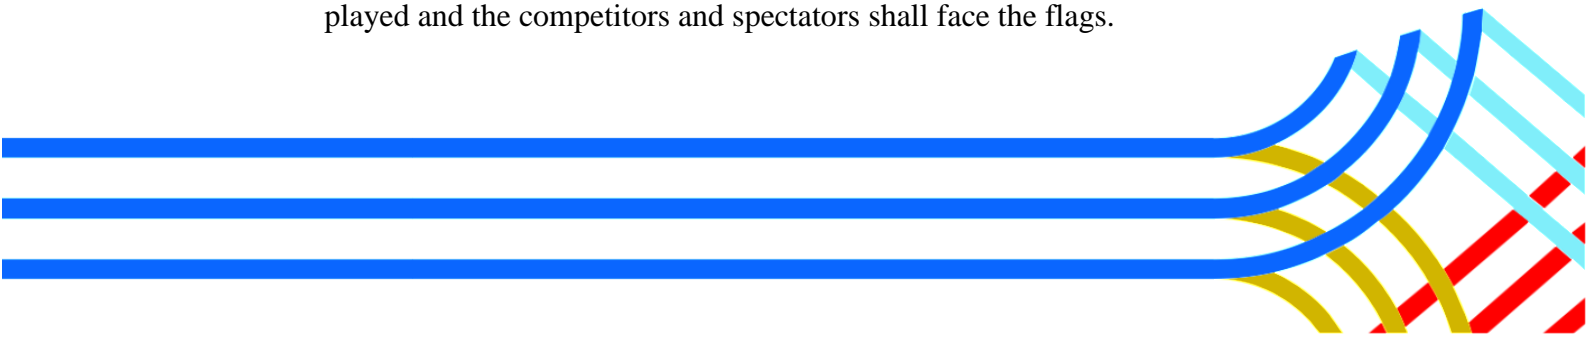 played and the competitors and spectators shall face the flags.